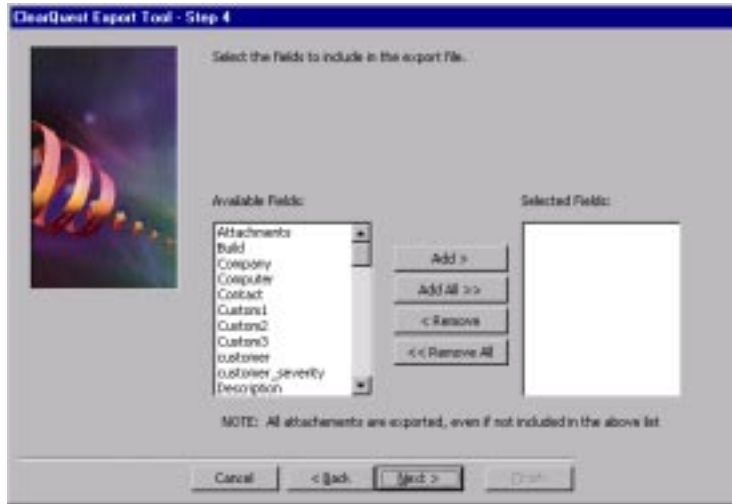 ClearQuest Export Tool - Step 4
Select the fields to include in the export file.
Available Fields:
Selected Fields:
Attachments
Build
Company
Computer
Contact
Custom1
Custom2
Custom3
customer
customer_severity
Description
Add >
Add All >>
< Remove
<< Remove All
NOTE: All attachements are exported, even if not included in the above list
Cancel
< Back
Next >